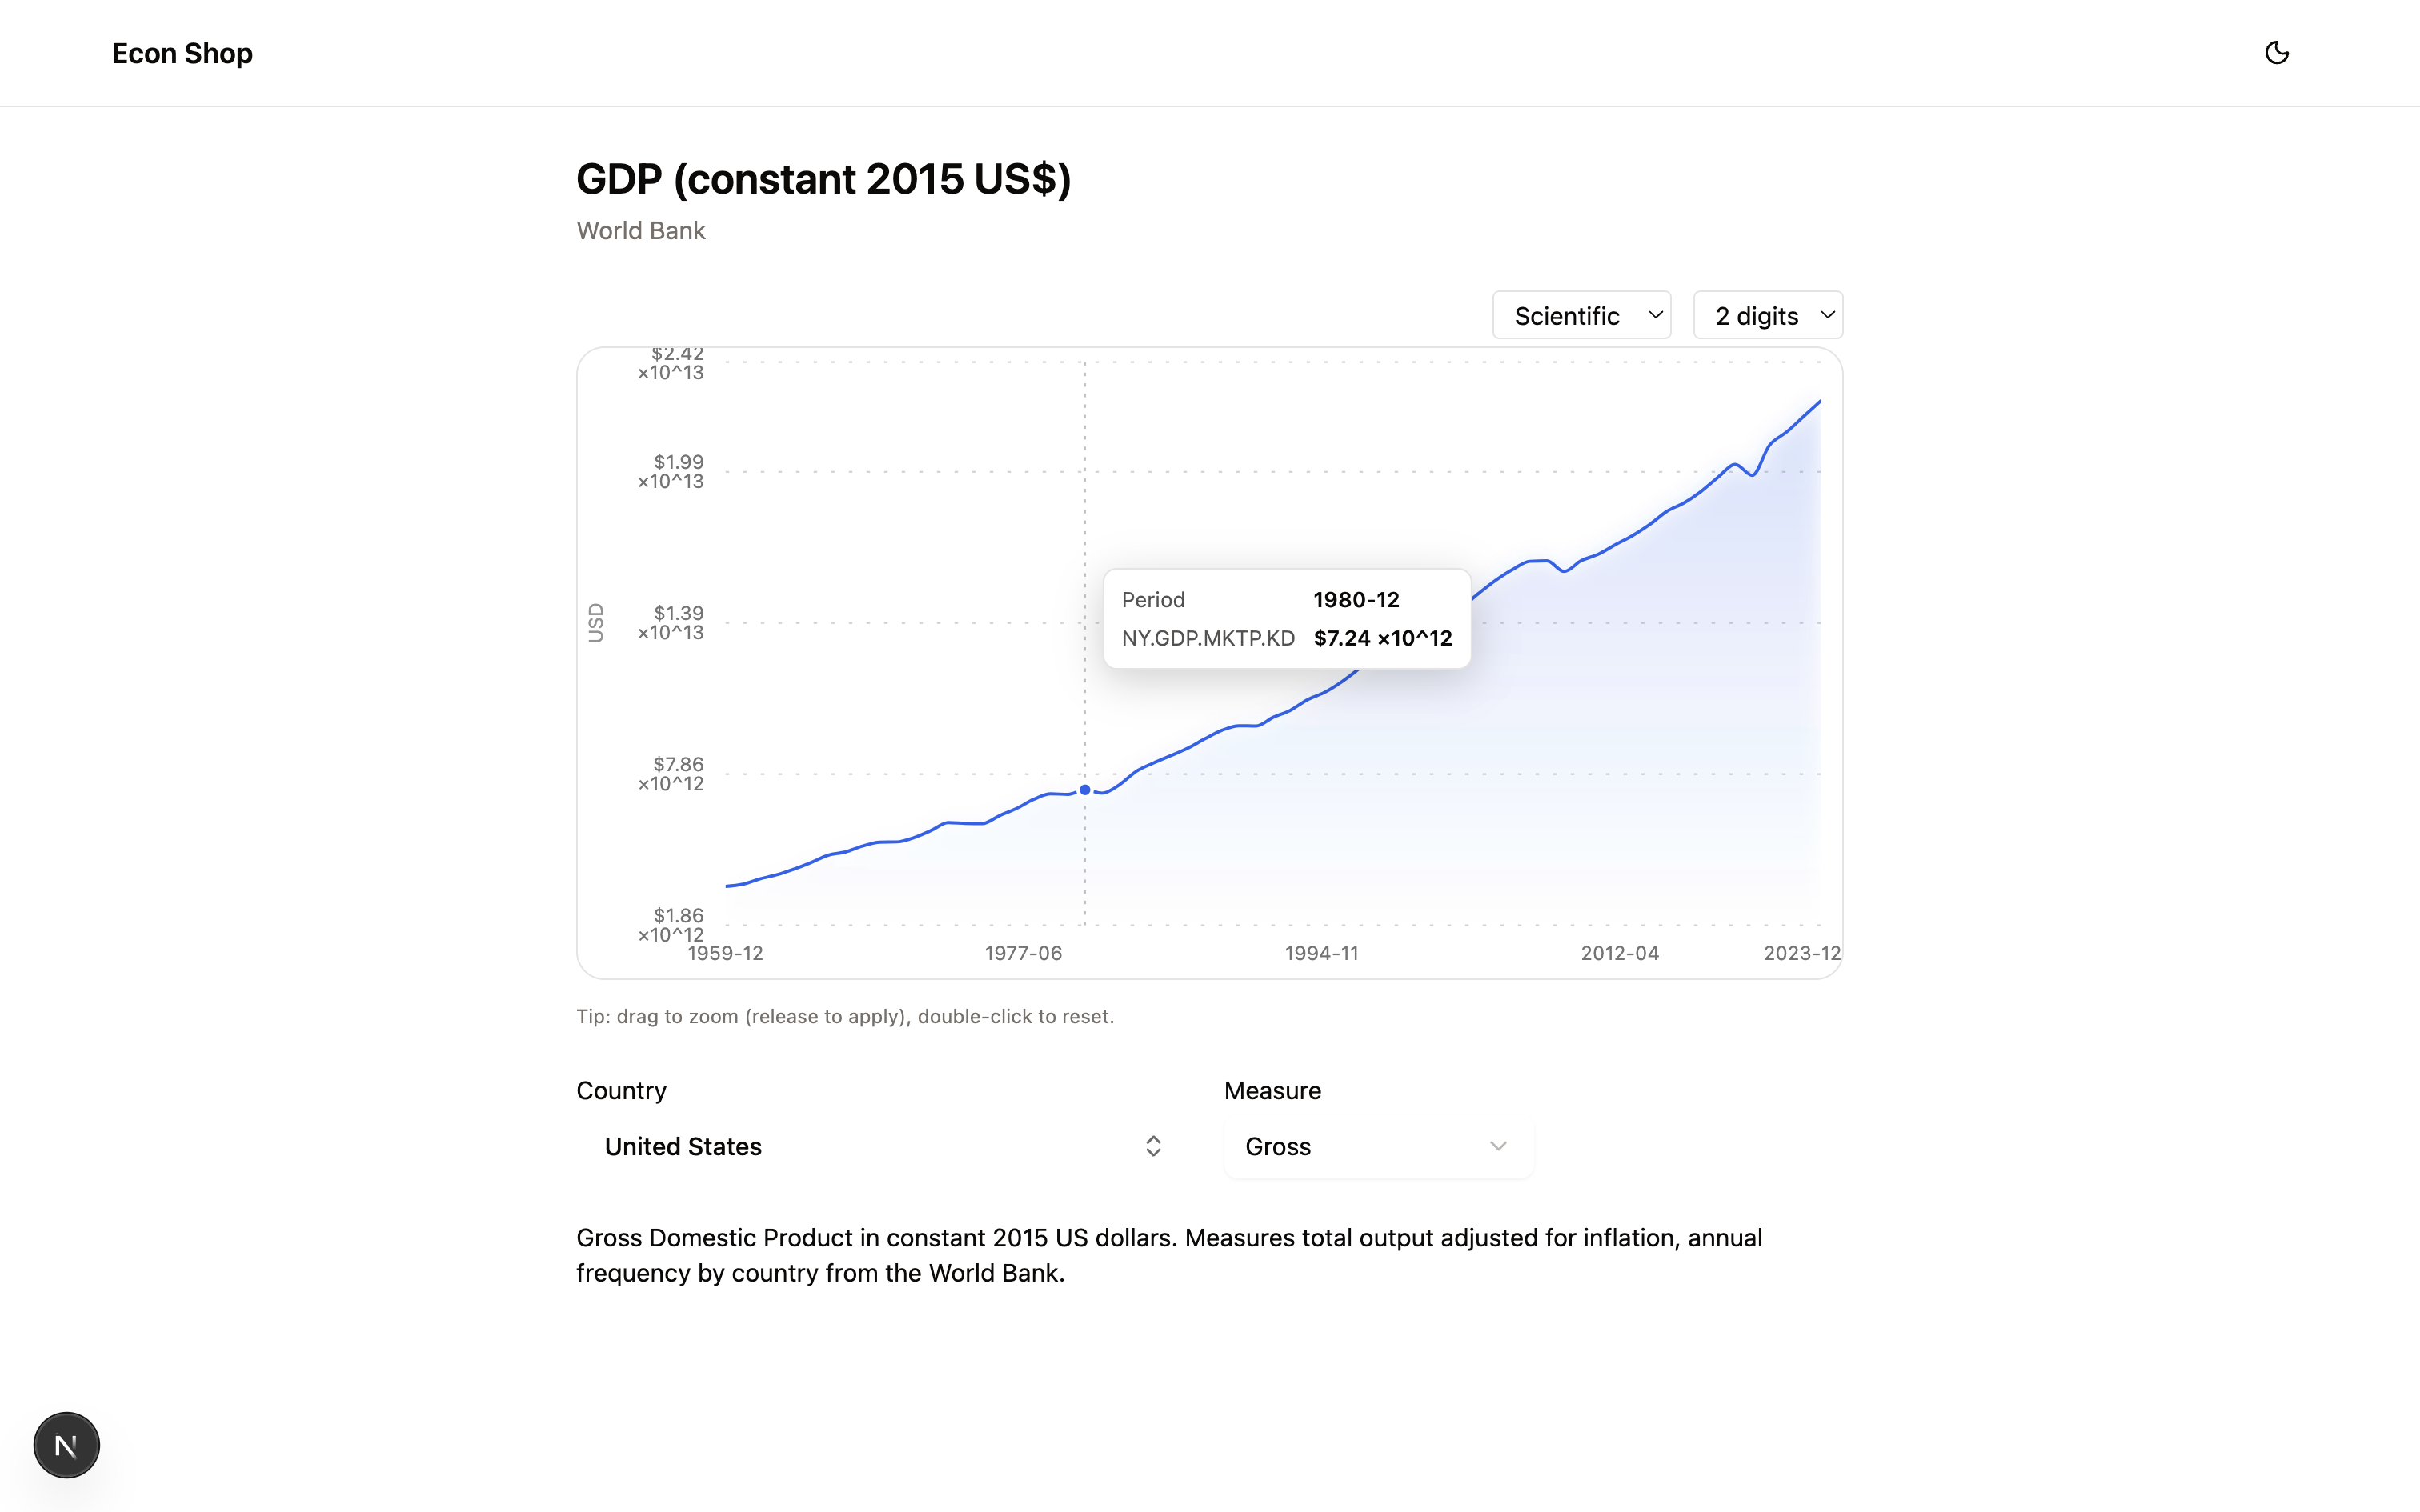 Econ Shop
GDP (constant 2015 US$)
World Bank
Scientific
2 digits
$2.42
×10^13
$1.99
×10^13
$1.39
×10^13
$7.86
×10^12
$1.86
×10^12
USD
Period 1980-12
NY.GDP.MKTP.KD $7.24 ×10^12
1959-12 1977-06 1994-11 2012-04 2023-12
Tip: drag to zoom (release to apply), double-click to reset.
Country
United States
Measure
Gross
Gross Domestic Product in constant 2015 US dollars. Measures total output adjusted for inflation, annual
frequency by country from the World Bank.
N